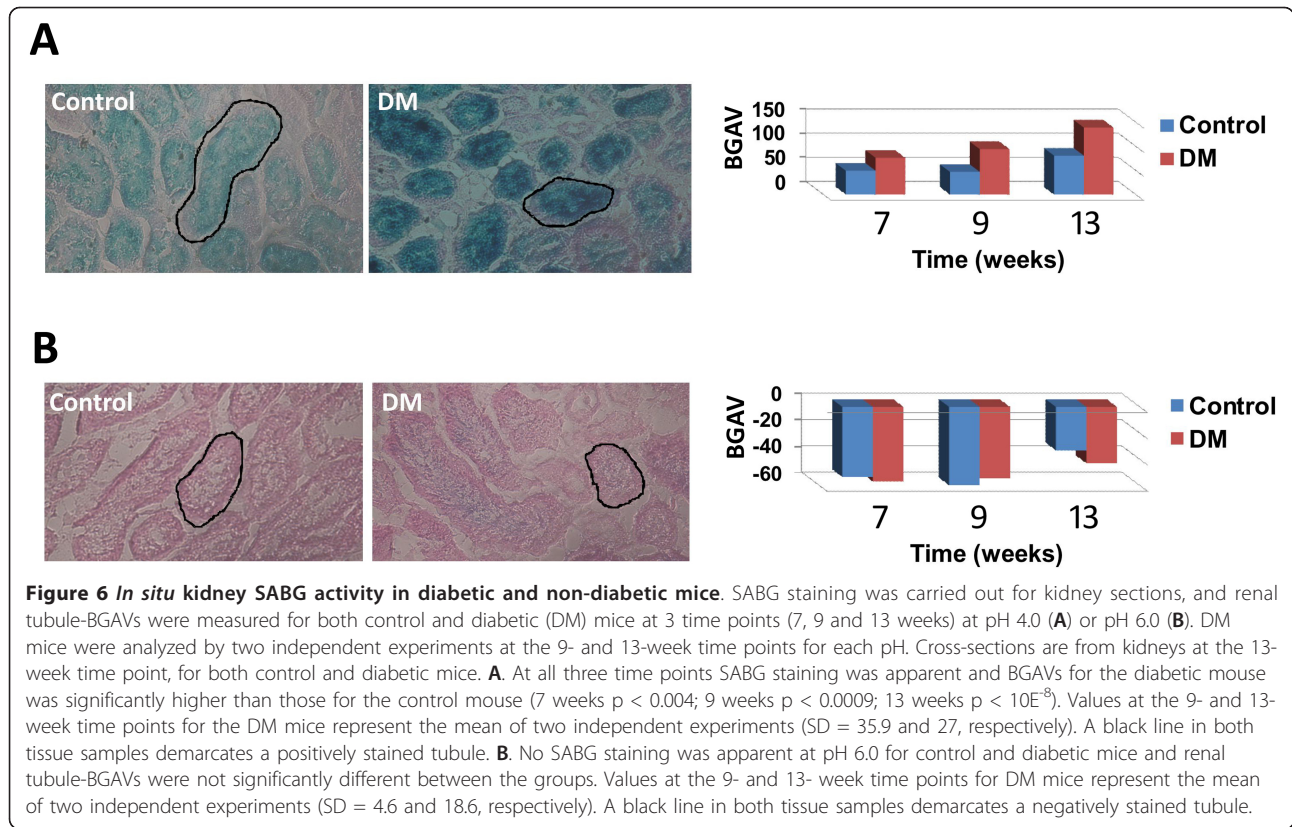 A
Control
DM
150
100
50
0
BGAV
7 9 13
Time (weeks)
Control
DM
B
Control
DM
0
-20
-40
-60
BGAV
7 9 13
Time (weeks)
Control
DM
Figure 6 In situ kidney SABG activity in diabetic and non-diabetic mice. SABG staining was carried out for kidney sections, and renal
tubule-BGAVs were measured for both control and diabetic (DM) mice at 3 time points (7, 9 and 13 weeks) at pH 4.0 (A) or pH 6.0 (B). DM
mice were analyzed by two independent experiments at the 9- and 13-week time points for each pH. Cross-sections are from kidneys at the 13-
week time point, for both control and diabetic mice. A. At all three time points SABG staining was apparent and BGAVs for the diabetic mouse
was significantly higher than those for the control mouse (7 weeks p < 0.004; 9 weeks p < 0.0009; 13 weeks p < 10E⁻⁸). Values at the 9- and 13-
week time points for the DM mice represent the mean of two independent experiments (SD = 35.9 and 27, respectively). A black line in both
tissue samples demarcates a positively stained tubule. B. No SABG staining was apparent at pH 6.0 for control and diabetic mice and renal
tubule-BGAVs were not significantly different between the groups. Values at the 9- and 13- week time points for DM mice represent the mean
of two independent experiments (SD = 4.6 and 18.6, respectively). A black line in both tissue samples demarcates a negatively stained tubule.